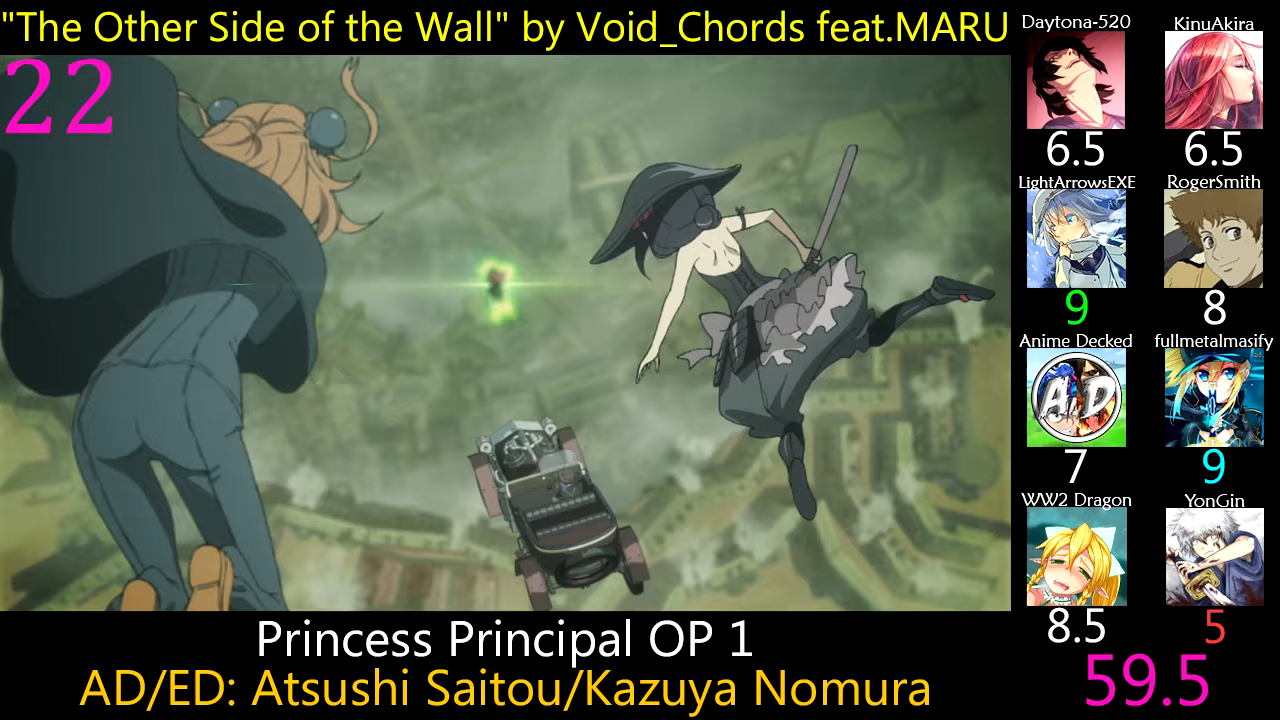 "The Other Side of the Wall" by Void_Chords feat.MARU
22
Princess Principal OP 1
AD/ED: Atsushi Saitou/Kazuya Nomura
Daytona-520 KinuAkira
6.5 6.5
LightArrowsEXE RogerSmith
9 8
Anime Decked fullmetalmasify
AD
7 9
WW2 Dragon YonGin
8.5 5
59.5